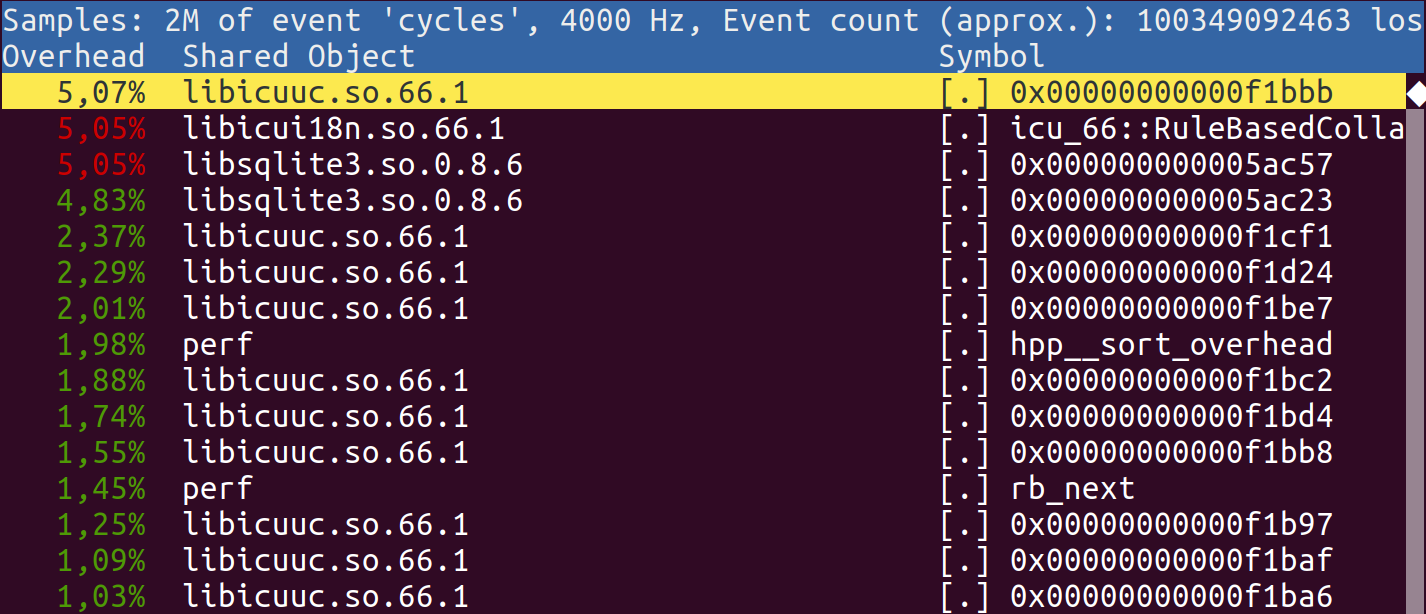 Samples: 2M of event 'cycles', 4000 Hz, Event count (approx.): 100349092463 los
Overhead  Shared Object                             Symbol
5,07%  libicuuc.so.66.1                          [.] 0x00000000000f1bbb
5,05%  libicui18n.so.66.1                        [.] icu_66::RuleBasedColla
5,05%  libsqlite3.so.0.8.6                       [.] 0x000000000005ac57
4,83%  libsqlite3.so.0.8.6                       [.] 0x000000000005ac23
2,37%  libicuuc.so.66.1                          [.] 0x00000000000f1cf1
2,29%  libicuuc.so.66.1                          [.] 0x00000000000f1d24
2,01%  libicuuc.so.66.1                          [.] 0x00000000000f1be7
1,98%  perf                                      [.] hpp__sort_overhead
1,88%  libicuuc.so.66.1                          [.] 0x00000000000f1bc2
1,74%  libicuuc.so.66.1                          [.] 0x00000000000f1bd4
1,55%  libicuuc.so.66.1                          [.] 0x00000000000f1bb8
1,45%  perf                                      [.] rb_next
1,25%  libicuuc.so.66.1                          [.] 0x00000000000f1b97
1,09%  libicuuc.so.66.1                          [.] 0x00000000000f1baf
1,03%  libicuuc.so.66.1                          [.] 0x00000000000f1ba6